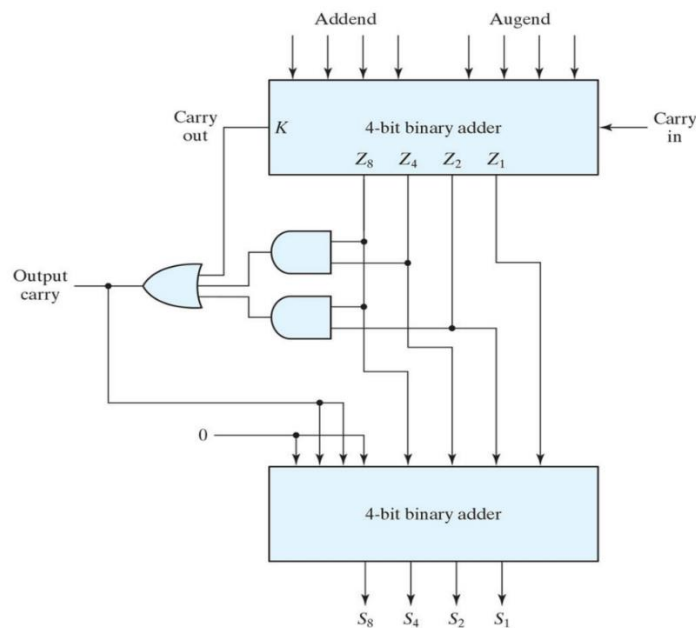 Addend Augend
Carry out
K
4-bit binary adder
Carry in
Z8 Z4 Z2 Z1
Output carry
0
4-bit binary adder
S8 S4 S2 S1